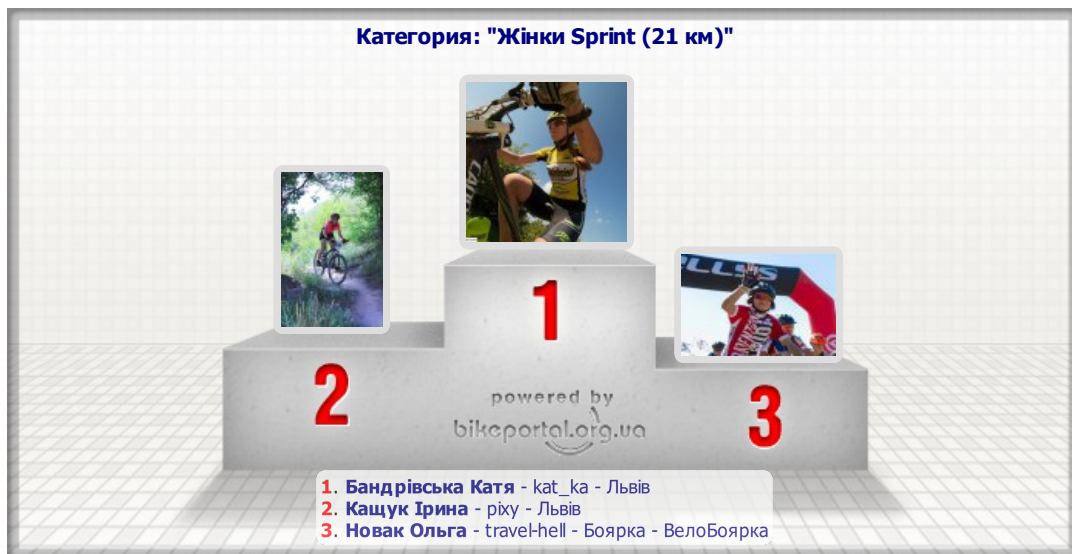 Категория: "Жінки Sprint (21 км)"
1
2
3
powered by
bikeportal.org.ua
1. Бандрівська Катя - kat_ka - Львів
2. Кащук Ірина - pixy - Львів
3. Новак Ольга - travel-hell - Боярка - ВелоБоярка